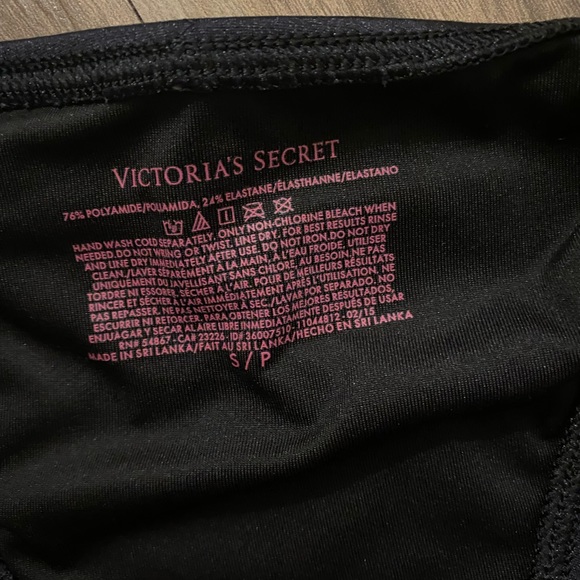 VICTORIA'S SECRET
76% POLYAMIDE/POLIAMIDA, 24% ELASTANE/ÉLASTHANNE/ELASTANO
HAND WASH COLD SEPARATELY. ONLY NON-CHLORINE BLEACH WHEN
NEEDED. DO NOT WRING OR TWIST. LINE DRY. FOR BEST RESULTS RINSE
AND LINE DRY IMMEDIATELY AFTER USE. DO NOT IRON. DO NOT DRY
CLEAN./LAVER SÉPARÉMENT À LA MAIN, À L'EAU FROIDE, UTILISER
UNIQUEMENT DU JAVELLISANT SANS CHLORE, AU BESOIN. NE PAS
TORDRE NI ESSORER. SÉCHER À L'AIR. POUR DE MEILLEURS RÉSULTATS
RINCER ET SÉCHER À L'AIR IMMÉDIATEMENT APRÈS L'UTILISATION. NE
PAS REPASSER. NE PAS NETTOYER À SEC./LAVAR POR SEPARADO. NO
ESCURRIR NI RETORCER. PARA OBTENER LOS MEJORES RESULTADOS,
ENJUAGAR Y SECAR AL AIRE LIBRE INMEDIATAMENTE DESPUÉS DEL USO.
RN# 54867 - CA# 23226 - ID# 36007510 - 11044812 - 02/15
MADE IN SRI LANKA/FAIT AU SRI LANKA/HECHO EN SRI LANKA
S / P